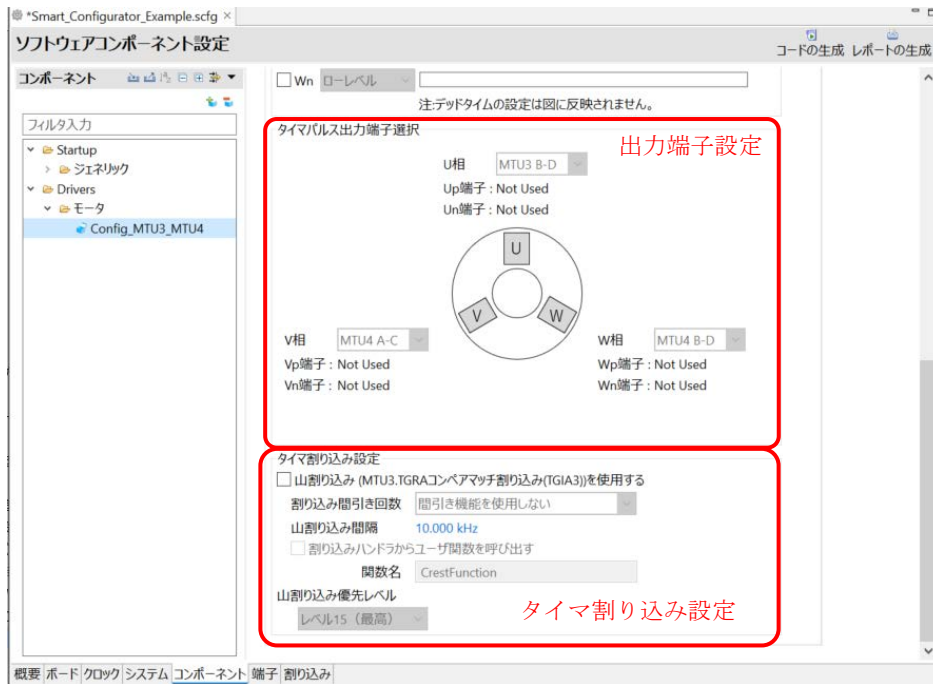 *Smart_Configurator_Example.scfg ×
ソフトウェアコンポーネント設定
コードの生成 レポートの生成
コンポーネント
フィルタ入力
Startup
ジェネリック
Drivers
モータ
Config_MTU3_MTU4
Wn ローレベル
注:デッドタイムの設定は図に反映されません。
タイマパルス出力端子選択
出力端子設定
U相 MTU3 B-D
Up端子 : Not Used
Un端子 : Not Used
U
V
W
V相 MTU4 A-C
Vp端子 : Not Used
Vn端子 : Not Used
W相 MTU4 B-D
Wp端子 : Not Used
Wn端子 : Not Used
タイマ割り込み設定
山割り込み (MTU3.TGRAコンペアマッチ割り込み(TGIA3))を使用する
割り込み間引き回数 間引き機能を使用しない
山割り込み間隔 10.000 kHz
割り込みハンドラからユーザ関数を呼び出す
関数名 CrestFunction
山割り込み優先レベル
レベル15（最高）
タイマ割り込み設定
概要 ボード クロック システム コンポーネント 端子 割り込み